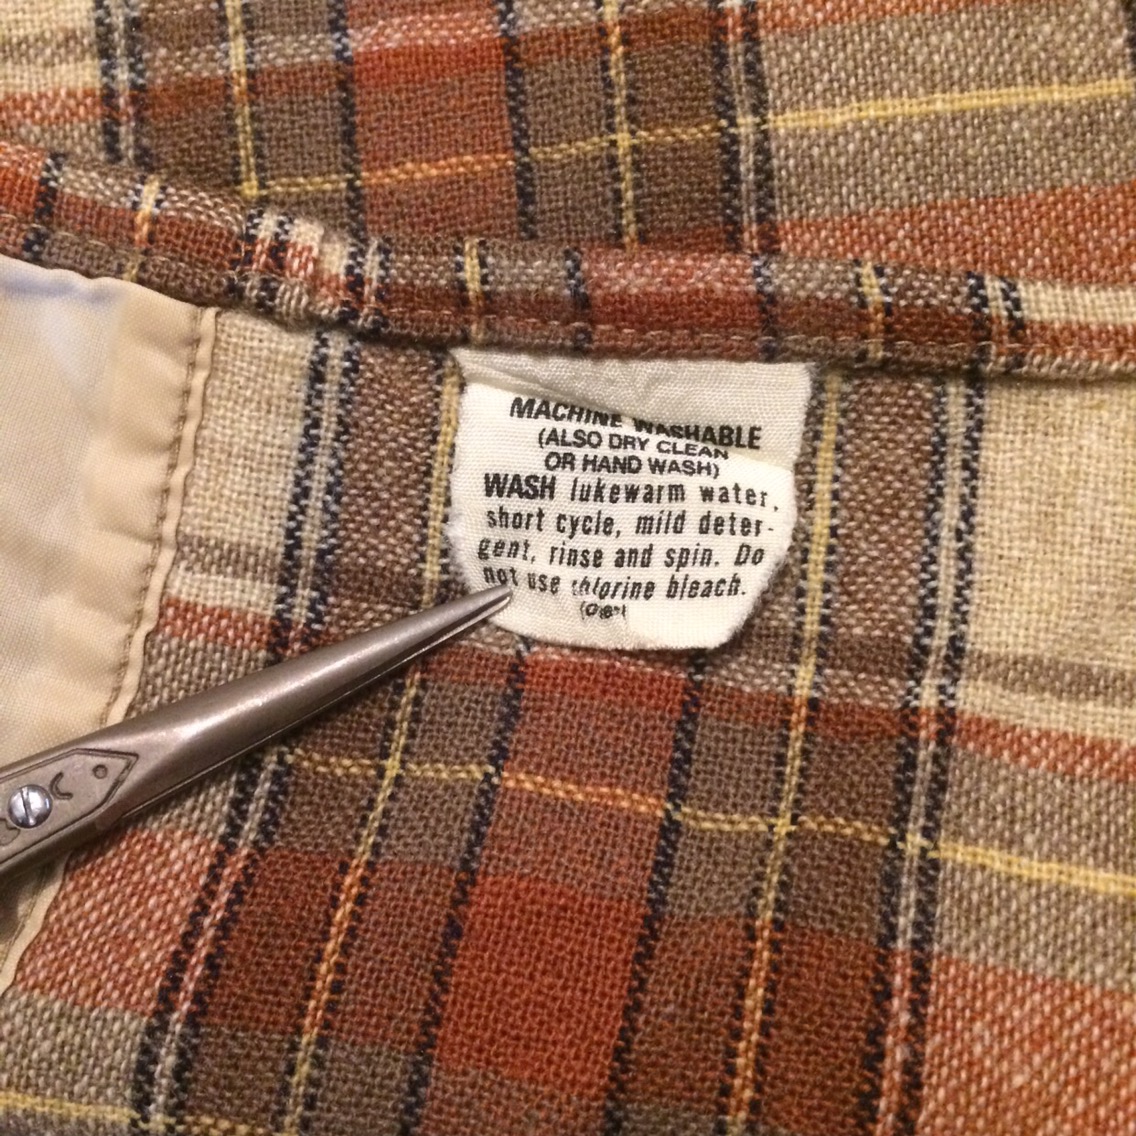 MACHINE WASHABLE
(ALSO DRY CLEAN
OR HAND WASH)
WASH lukewarm water,
short cycle, mild deter-
gent, rinse and spin. Do
not use chlorine bleach.